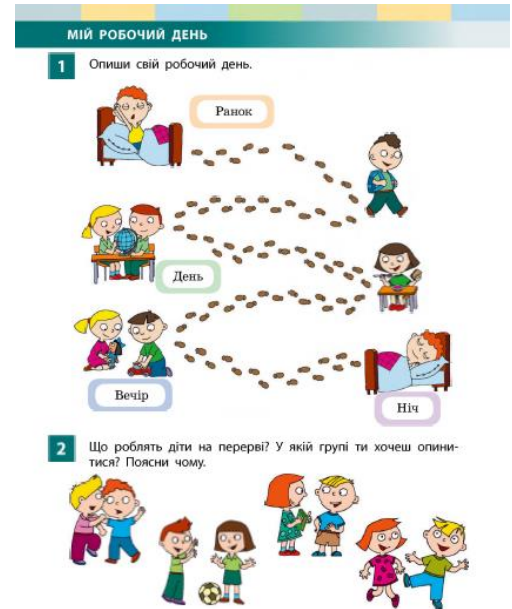 МІЙ РОБОЧИЙ ДЕНЬ
1 Опиши свій робочий день.
Ранок
День
Вечір
Ніч
2 Що роблять діти на перерві? У якій групі ти хочеш опини-
тися? Поясни чому.